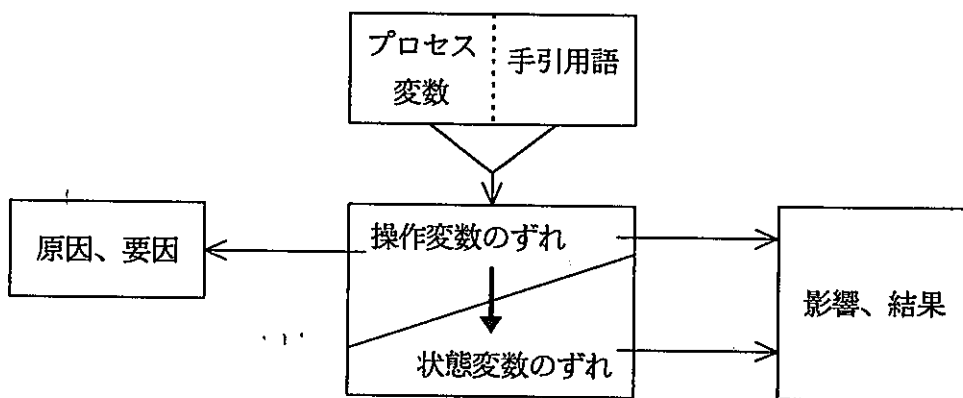 プロセス
変数
手引用語
原因、要因
操作変数のずれ
状態変数のずれ
影響、結果